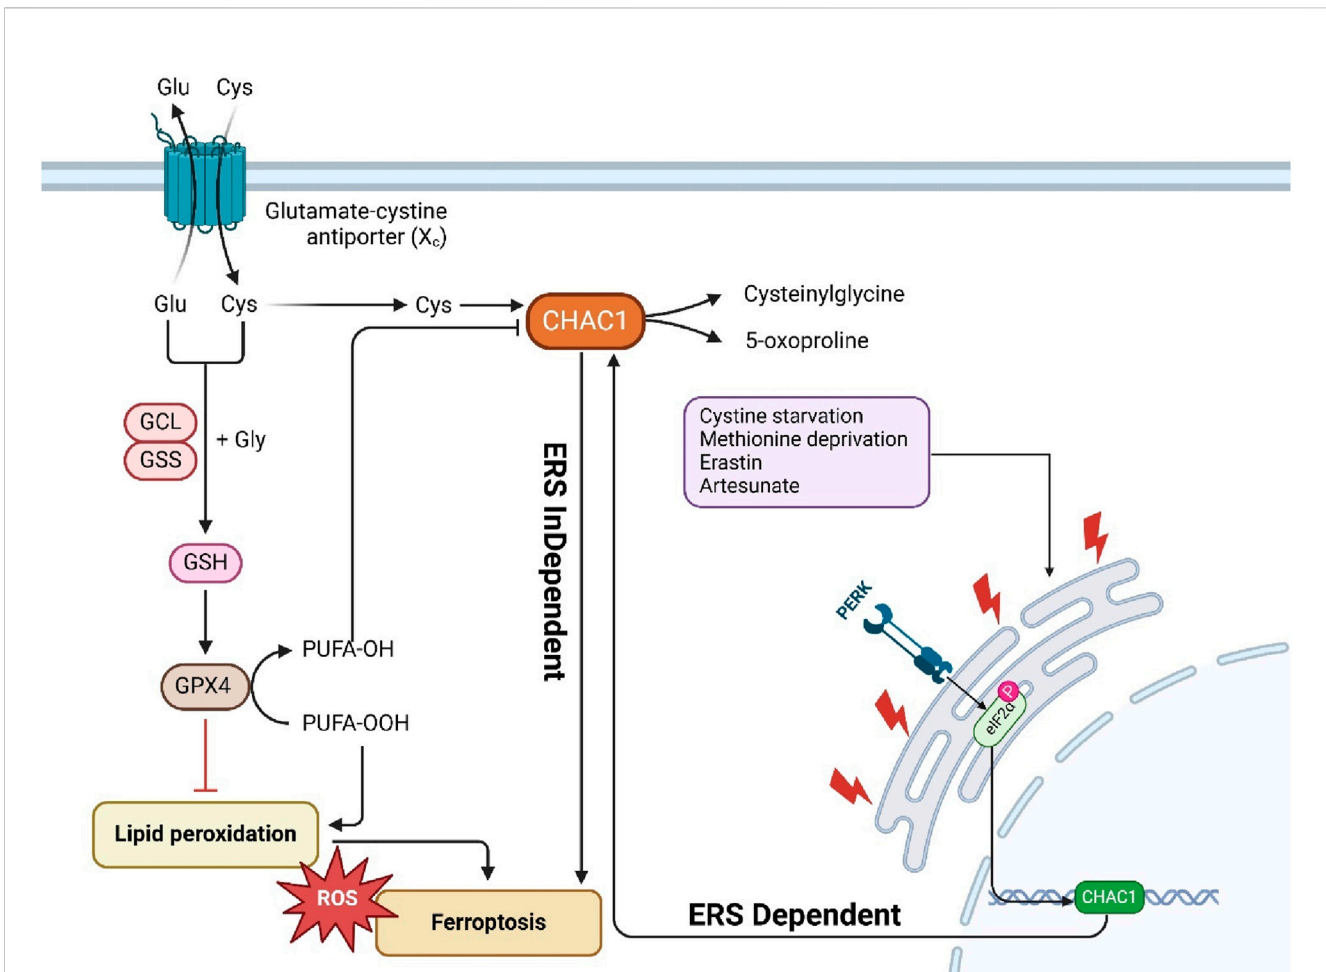 Glu
Cys
Glutamate-cystine
antiporter (Xc)
Glu
Cys
Cys
CHAC1
Cysteinylglycine
5-oxoproline
GCL
GSS
+ Gly
Cystine starvation
Methionine deprivation
Erastin
Artesunate
ERS InDependent
GSH
PERK
PUFA-OH
GPX4
PUFA-OOH
P
eIF2α
Lipid peroxidation
ROS
Ferroptosis
ERS Dependent
CHAC1